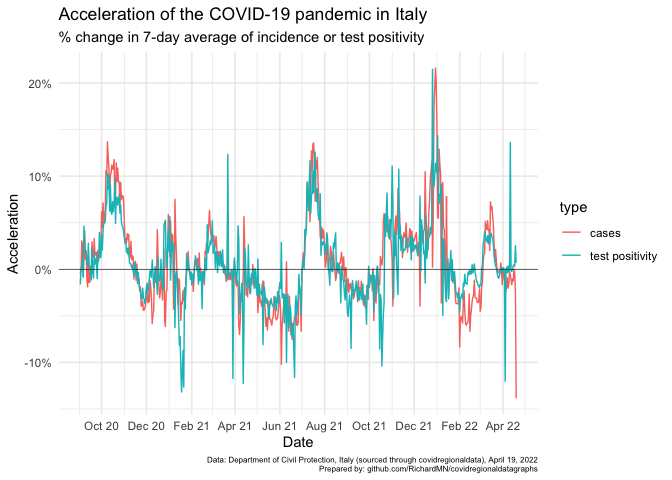 Acceleration of the COVID-19 pandemic in Italy
% change in 7-day average of incidence or test positivity
20%
10%
0%
-10%
Acceleration
Oct 20 Dec 20 Feb 21 Apr 21 Jun 21 Aug 21 Oct 21 Dec 21 Feb 22 Apr 22
Date
type
cases
test positivity
Data: Department of Civil Protection, Italy (sourced through covidregionaldata), April 19, 2022
Prepared by: github.com/RichardMN/covidregionaldatagraphs